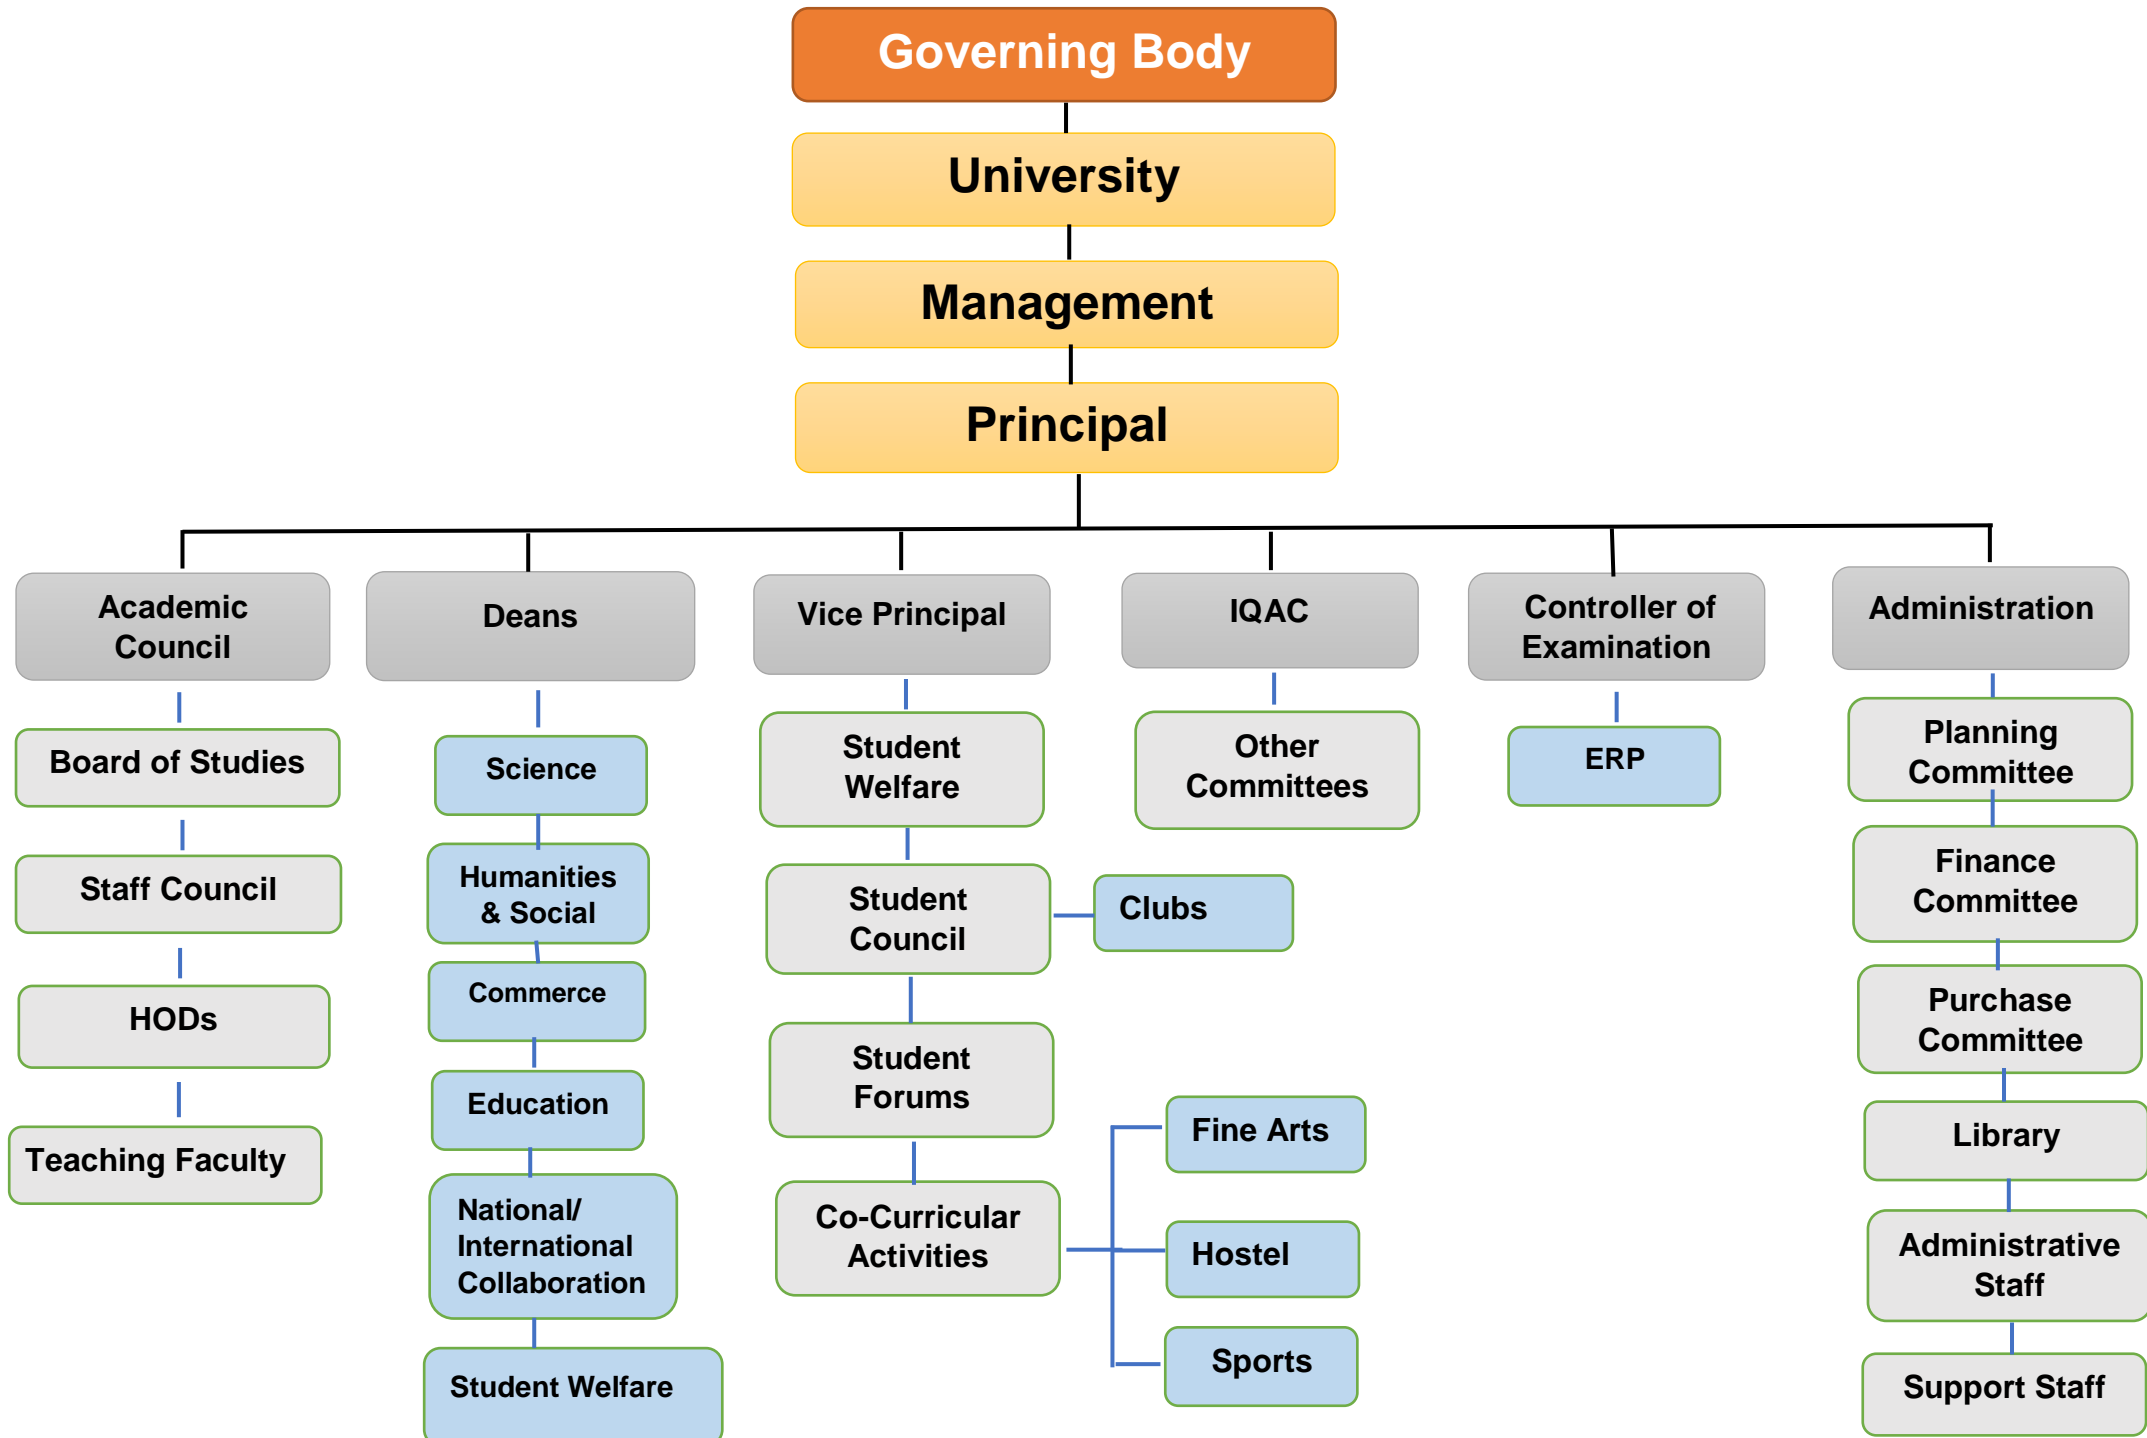 Governing Body
University
Management
Principal
Academic
Council
Deans
Vice Principal
IQAC
Controller of
Examination
Administration
Board of Studies
Staff Council
HODs
Teaching Faculty
Science
Humanities
& Social
Commerce
Education
National/
International
Collaboration
Student Welfare
Student
Welfare
Student
Council
Clubs
Student
Forums
Co-Curricular
Activities
Fine Arts
Hostel
Sports
Other
Committees
ERP
Planning
Committee
Finance
Committee
Purchase
Committee
Library
Administrative
Staff
Support Staff